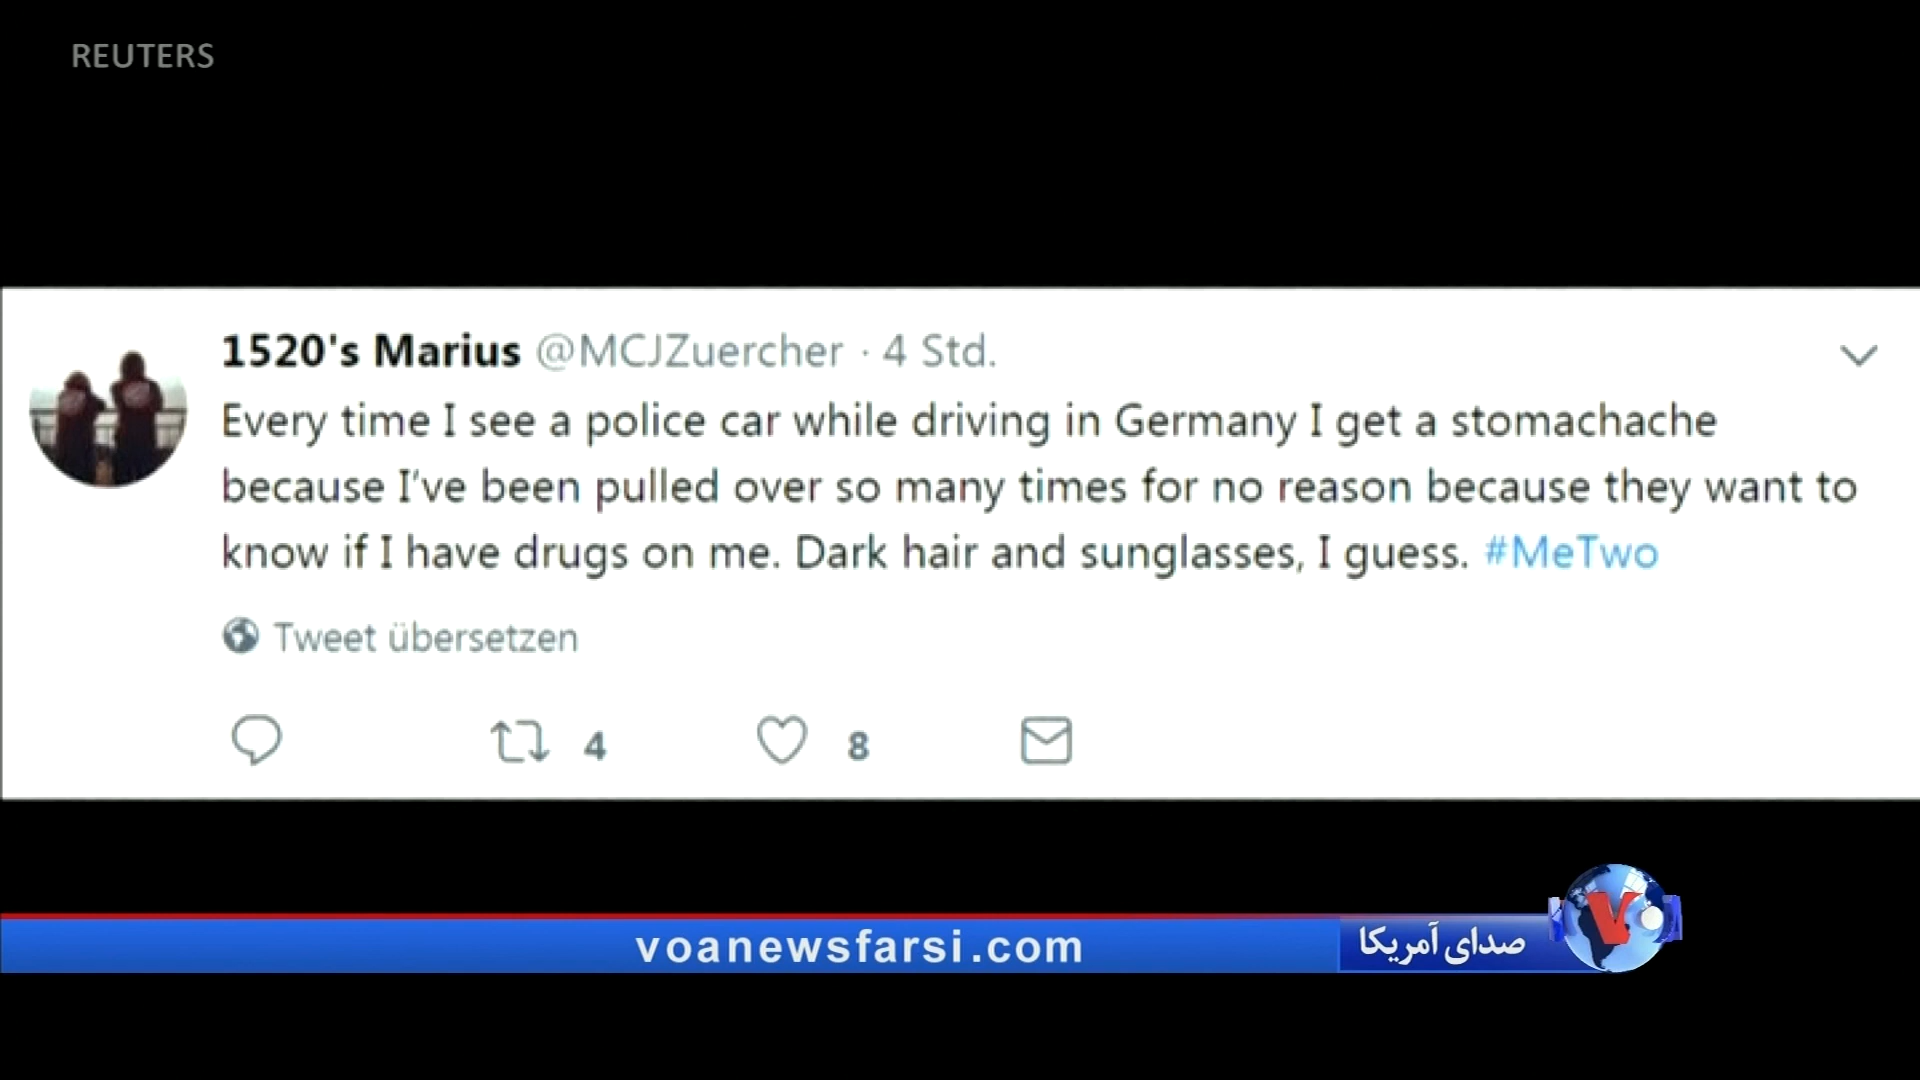 REUTERS
1520's Marius @MCJZuercher · 4 Std.
Every time I see a police car while driving in Germany I get a stomachache
because I've been pulled over so many times for no reason because they want to
know if I have drugs on me. Dark hair and sunglasses, I guess. #MeTwo
Tweet übersetzen
4 8
voanewsfarsi.com
صدای آمریکا
VOA